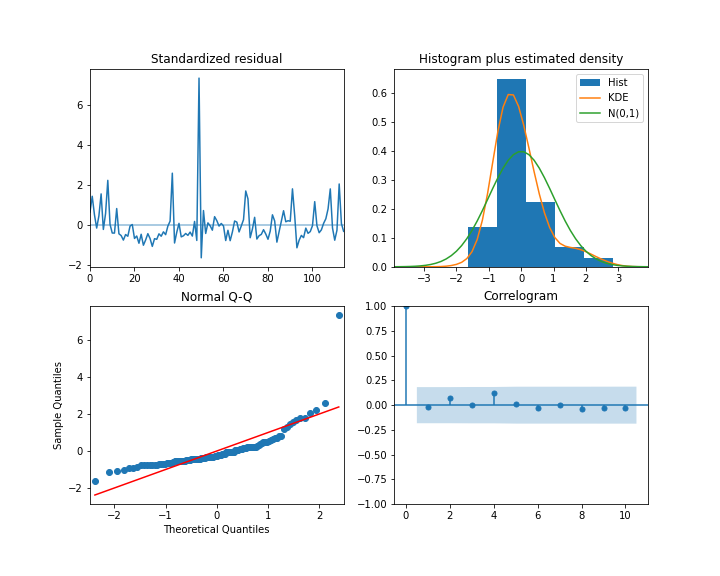 Standardized residual
6
4
2
0
−2
0 20 40 60 80 100
Histogram plus estimated density
Hist
KDE
N(0,1)
0.6
0.5
0.4
0.3
0.2
0.1
0.0
−3 −2 −1 0 1 2 3
Normal Q-Q
Sample Quantiles
6
4
2
0
−2
−2 −1 0 1 2
Theoretical Quantiles
Correlogram
1.00
0.75
0.50
0.25
0.00
−0.25
−0.50
−0.75
−1.00
0 2 4 6 8 10